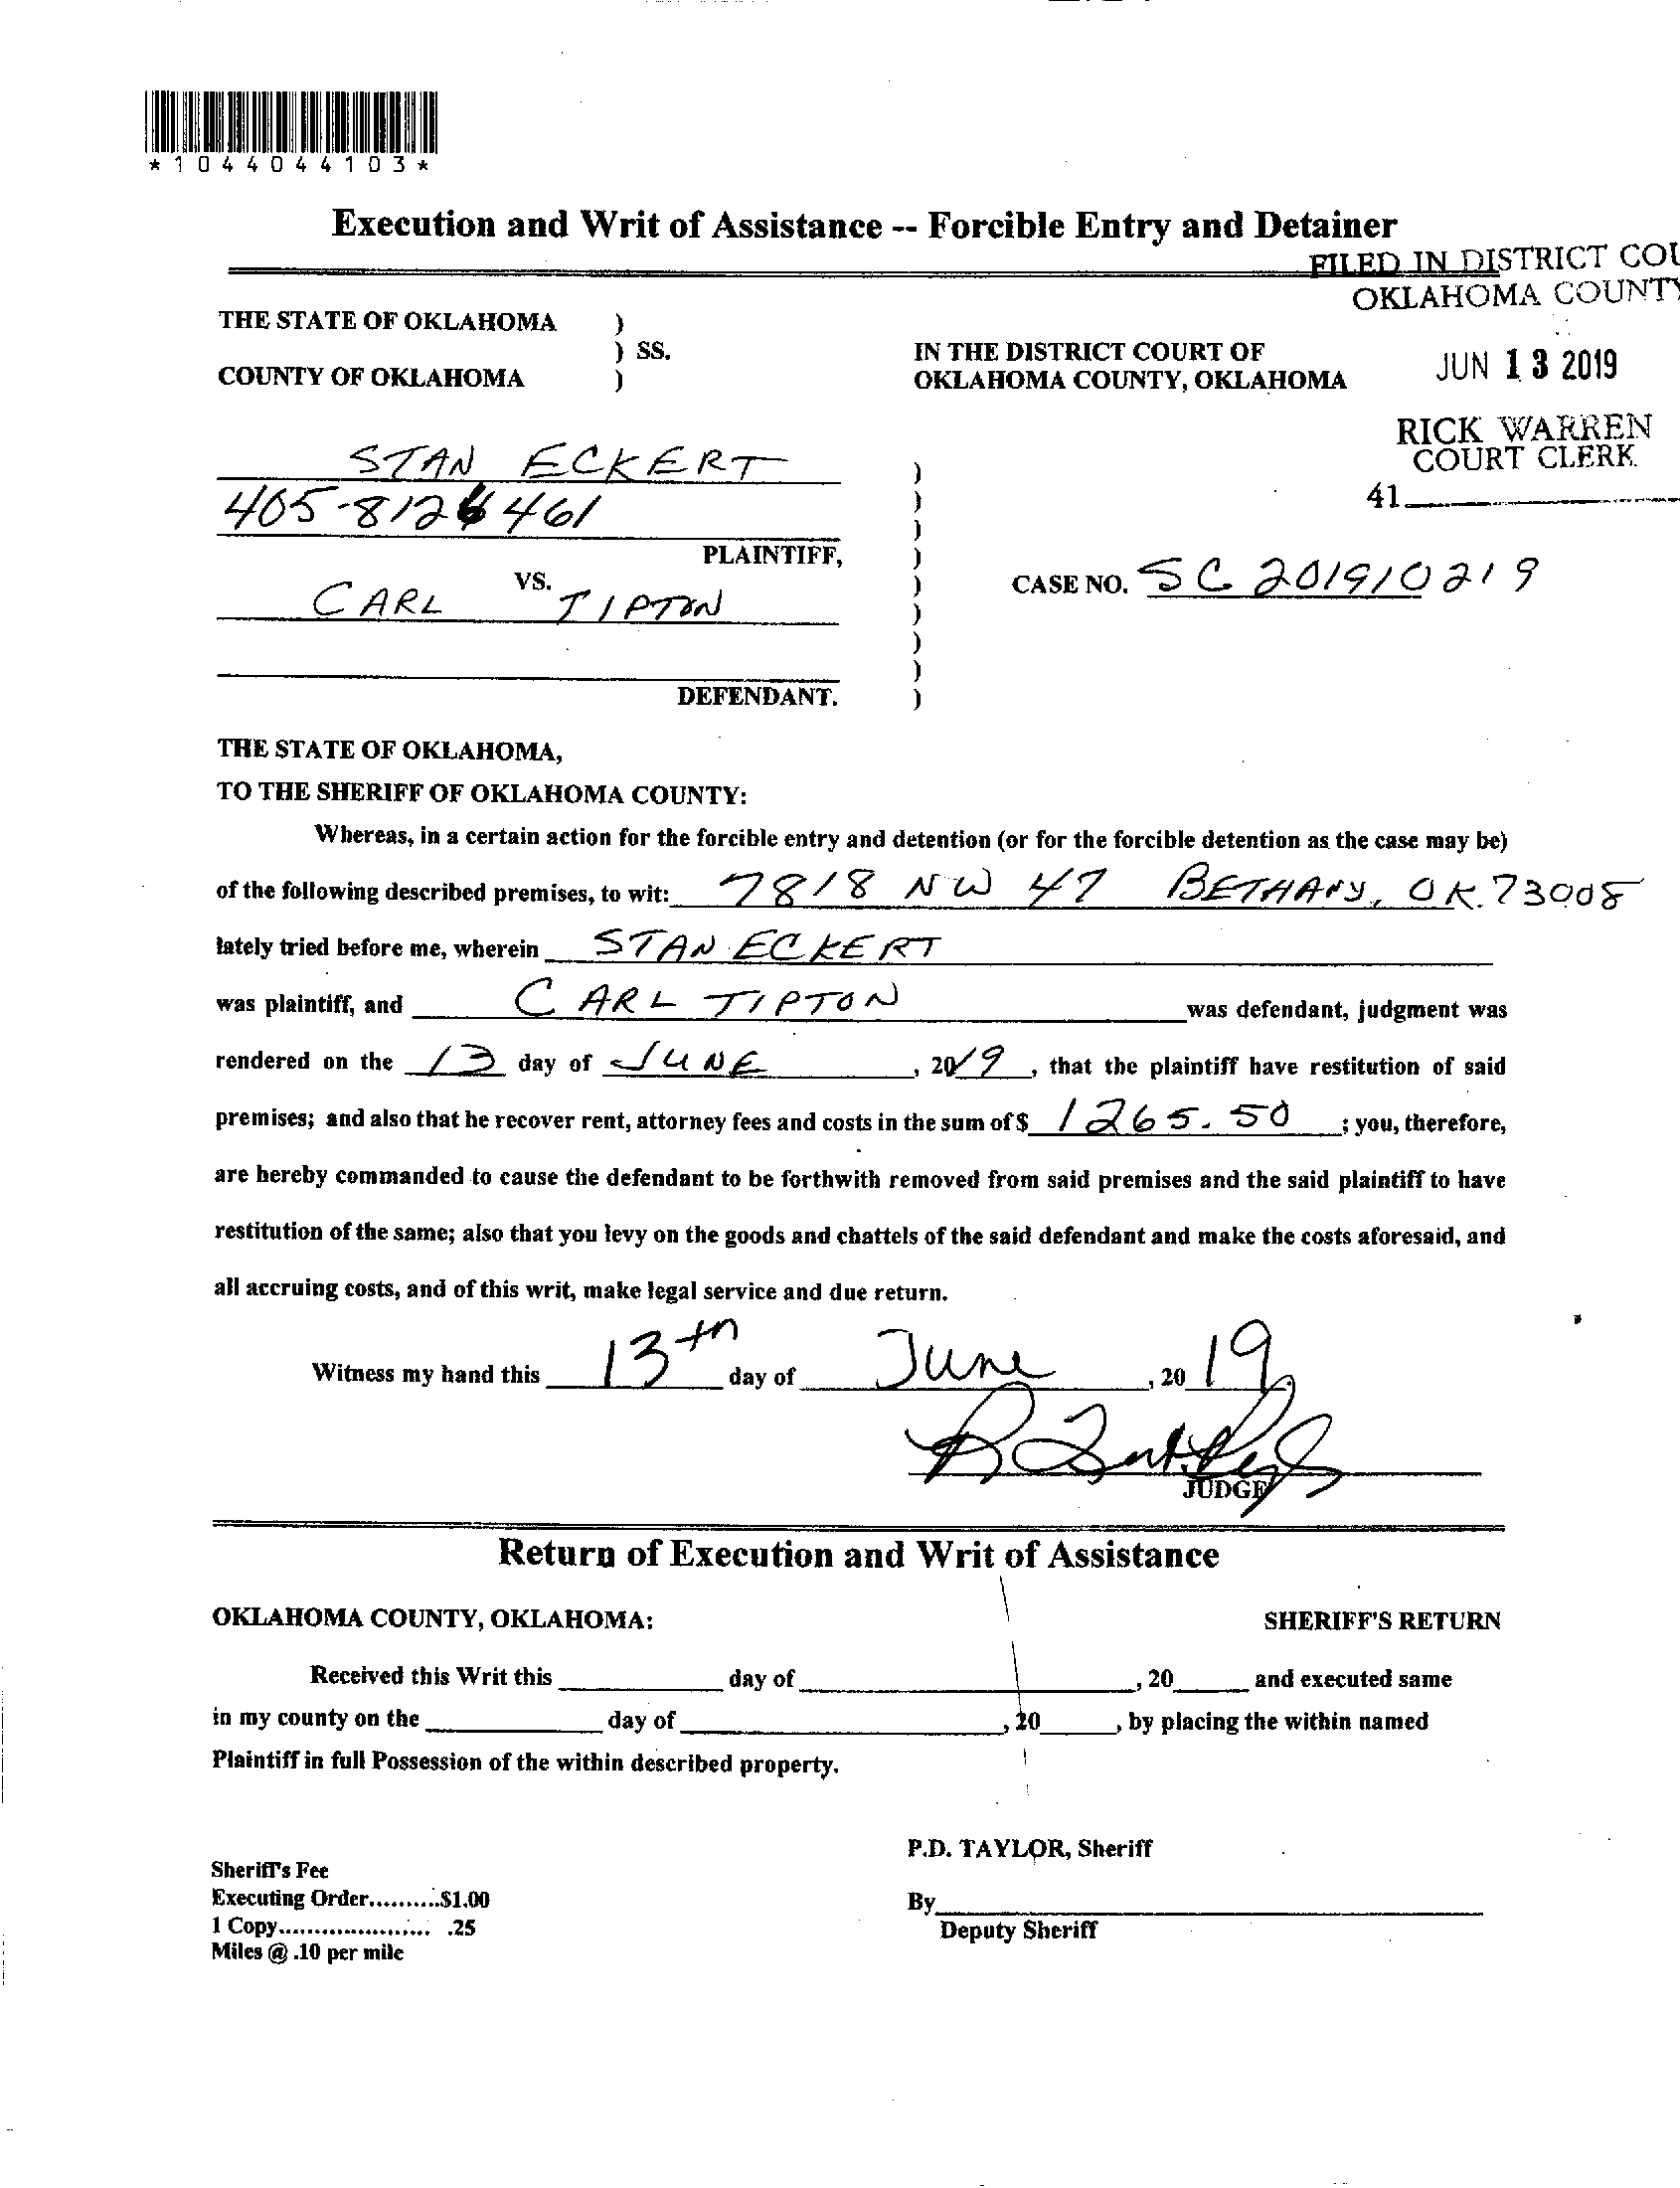 *1044044103*
Execution and Writ of Assistance -- Forcible Entry and Detainer
FILED IN DISTRICT COU
OKLAHOMA COUNTY
THE STATE OF OKLAHOMA )
) SS.
COUNTY OF OKLAHOMA )
IN THE DISTRICT COURT OF
OKLAHOMA COUNTY, OKLAHOMA
JUN 13 2019
RICK WARREN
COURT CLERK
41
STAN ECKERT )
405-812 6461 )
)
PLAINTIFF, )
VS. )
CARL TIPTON )
)
)
DEFENDANT. )
CASE NO. SC 201910219
THE STATE OF OKLAHOMA,
TO THE SHERIFF OF OKLAHOMA COUNTY:
Whereas, in a certain action for the forcible entry and detention (or for the forcible detention as the case may be)
of the following described premises, to wit: 7818 NW 47 BETHANY, OK. 73008
lately tried before me, wherein STAN ECKERT
was plaintiff, and CARL TIPTON was defendant, judgment was
rendered on the 13 day of JUNE, 2019, that the plaintiff have restitution of said
premises; and also that he recover rent, attorney fees and costs in the sum of $ 1265.50; you, therefore,
are hereby commanded to cause the defendant to be forthwith removed from said premises and the said plaintiff to have
restitution of the same; also that you levy on the goods and chattels of the said defendant and make the costs aforesaid, and
all accruing costs, and of this writ, make legal service and due return.
Witness my hand this 13th day of June, 2019
JUDGE
Return of Execution and Writ of Assistance
OKLAHOMA COUNTY, OKLAHOMA:
SHERIFF'S RETURN
Received this Writ this ________ day of ________, 20____ and executed same
in my county on the ________ day of ________, 20____, by placing the within named
Plaintiff in full Possession of the within described property.
P.D. TAYLOR, Sheriff
Sheriff's Fee
Executing Order..........$1.00
1 Copy..................... .25
Miles @ .10 per mile
By________
Deputy Sheriff